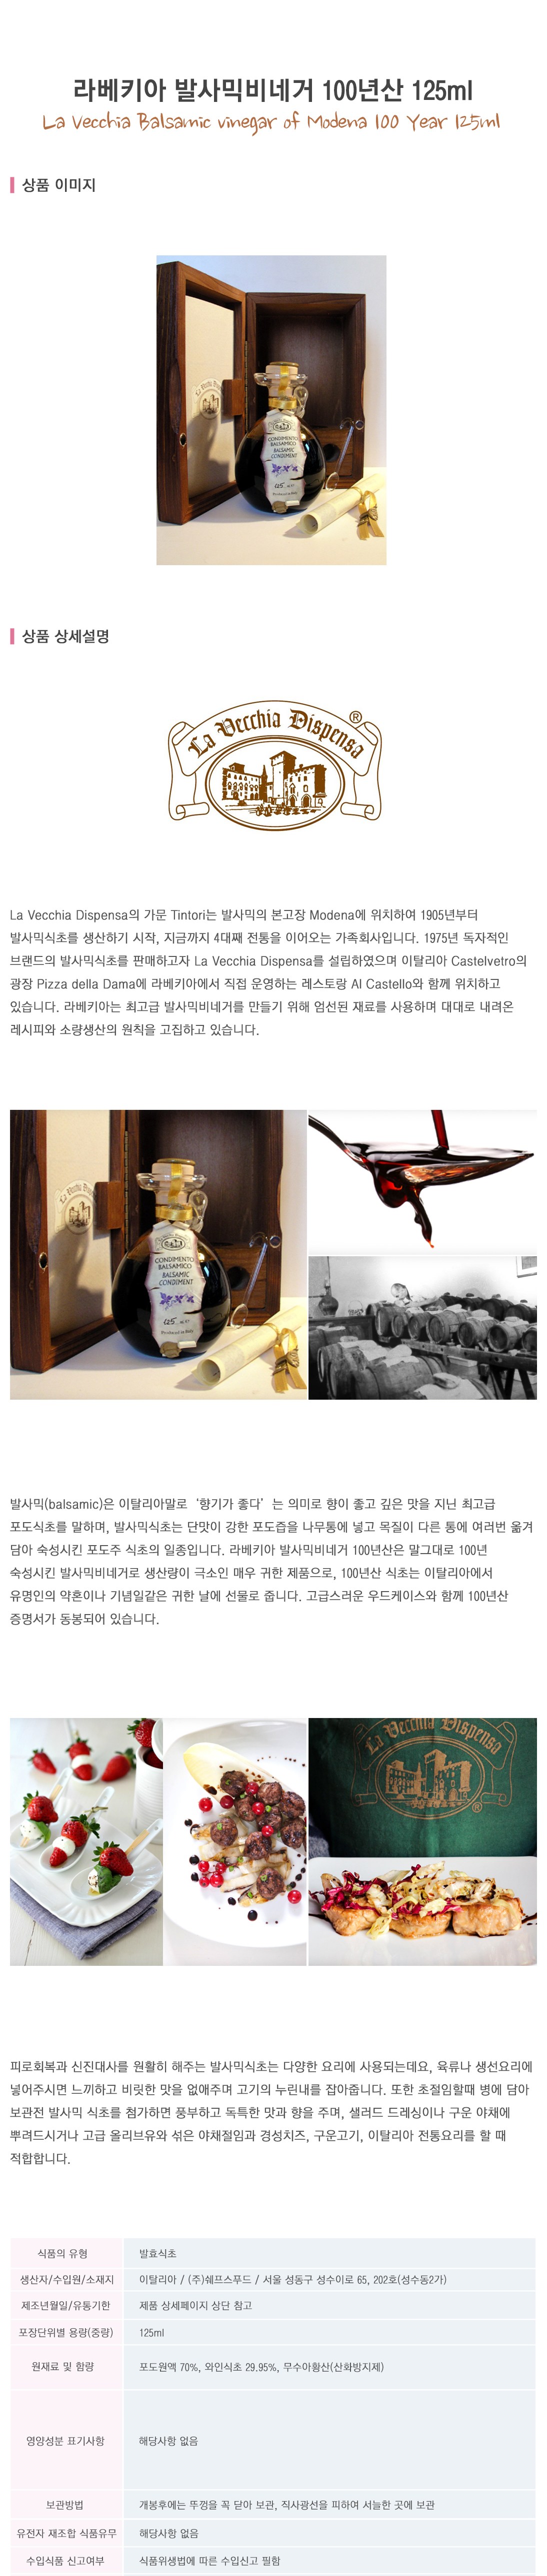 라베키아 발사믹비네거 100년산 125ml
La Vecchia Balsamic vinegar of Modena 100 Year 125ml
상품 이미지
La Vecchia Dispensa
CONDIMENTO
BALSAMICO
BALSAMIC
CONDIMENT
125
상품 상세설명
La Vecchia Dispensa ®
La Vecchia Dispensa의 가문 Tintori는 발사믹의 본고장 Modena에 위치하여 1905년부터
발사믹식초를 생산하기 시작, 지금까지 4대째 전통을 이어오는 가족회사입니다. 1975년 독자적인
브랜드의 발사믹식초를 판매하고자 La Vecchia Dispensa를 설립하였으며 이탈리아 Castelvetro의
광장 Pizza della Dama에 라베키아에서 직접 운영하는 레스토랑 Al Castello와 함께 위치하고
있습니다. 라베키아는 최고급 발사믹비네거를 만들기 위해 엄선된 재료를 사용하며 대대로 내려온
레시피와 소량생산의 원칙을 고집하고 있습니다.
La Vecchia Dispensa
CONDIMENTO
BALSAMICO
BALSAMIC
CONDIMENT
125 ml
Produced in Italy
발사믹(balsamic)은 이탈리아말로 '향기가 좋다' 는 의미로 향이 좋고 깊은 맛을 지닌 최고급
포도식초를 말하며, 발사믹식초는 단맛이 강한 포도즙을 나무통에 넣고 목질이 다른 통에 여러번 옮겨
담아 숙성시킨 포도주 식초의 일종입니다. 라베키아 발사믹비네거 100년산은 말그대로 100년
숙성시킨 발사믹비네거로 생산량이 극소인 매우 귀한 제품으로, 100년산 식초는 이탈리아에서
유명인의 약혼이나 기념일같은 귀한 날에 선물로 줍니다. 고급스러운 우드케이스와 함께 100년산
증명서가 동봉되어 있습니다.
La Vecchia Dispensa ®
피로회복과 신진대사를 원활히 해주는 발사믹식초는 다양한 요리에 사용되는데요, 육류나 생선요리에
넣어주시면 느끼하고 비릿한 맛을 없애주며 고기의 누린내를 잡아줍니다. 또한 초절임할때 병에 담아
보관전 발사믹 식초를 첨가하면 풍부하고 독특한 맛과 향을 주며, 샐러드 드레싱이나 구운 야채에
뿌려드시거나 고급 올리브유와 섞은 야채절임과 경성치즈, 구운고기, 이탈리아 전통요리를 할 때
적합합니다.
식품의 유형 발효식초
생산자/수입원/소재지 이탈리아 / (주)쉐프스푸드 / 서울 성동구 성수이로 65, 202호(성수동2가)
제조년월일/유통기한 제품 상세페이지 상단 참고
포장단위별 용량(중량) 125ml
원재료 및 함량 포도원액 70%, 와인식초 29.95%, 무수아황산(산화방지제)
영양성분 표기사항 해당사항 없음
보관방법 개봉후에는 뚜껑을 꼭 닫아 보관, 직사광선을 피하여 서늘한 곳에 보관
유전자 재조합 식품유무 해당사항 없음
수입식품 신고여부 식품위생법에 따른 수입신고 필함